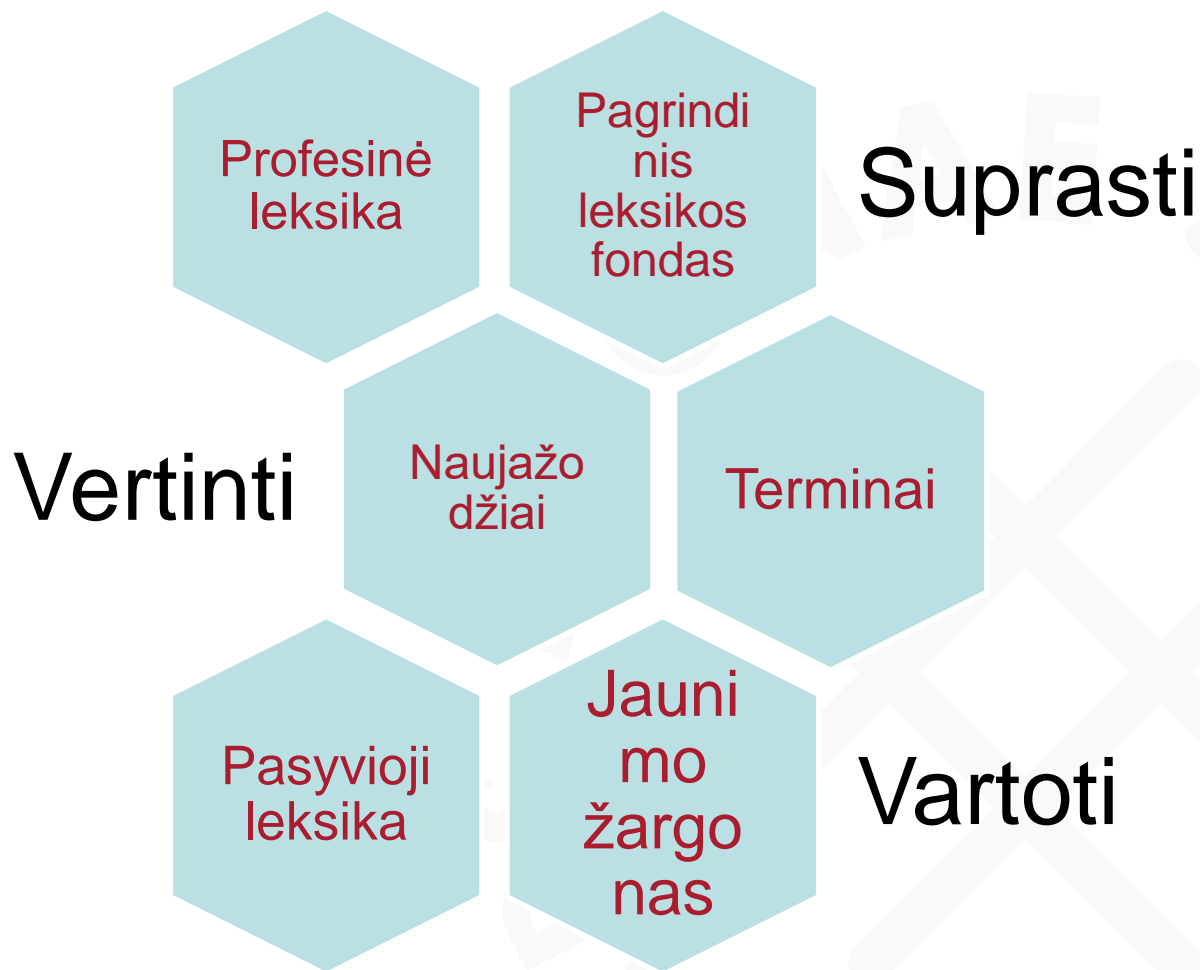 Profesinė
leksika
Pagrindi
nis
leksikos
fondas
Suprasti
Vertinti
Naujažo
džiai
Terminai
Pasyvioji
leksika
Jauni
mo
žargo
nas
Vartoti